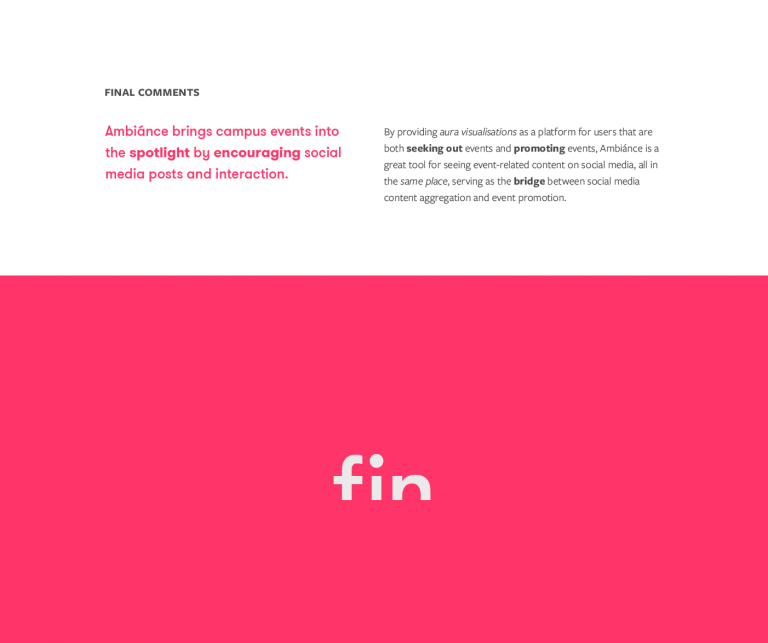 FINAL COMMENTS
Ambiánce brings campus events into
the spotlight by encouraging social
media posts and interaction.
By providing aura visualisations as a platform for users that are
both seeking out events and promoting events, Ambiánce is a
great tool for seeing event-related content on social media, all in
the same place, serving as the bridge between social media
content aggregation and event promotion.
fin